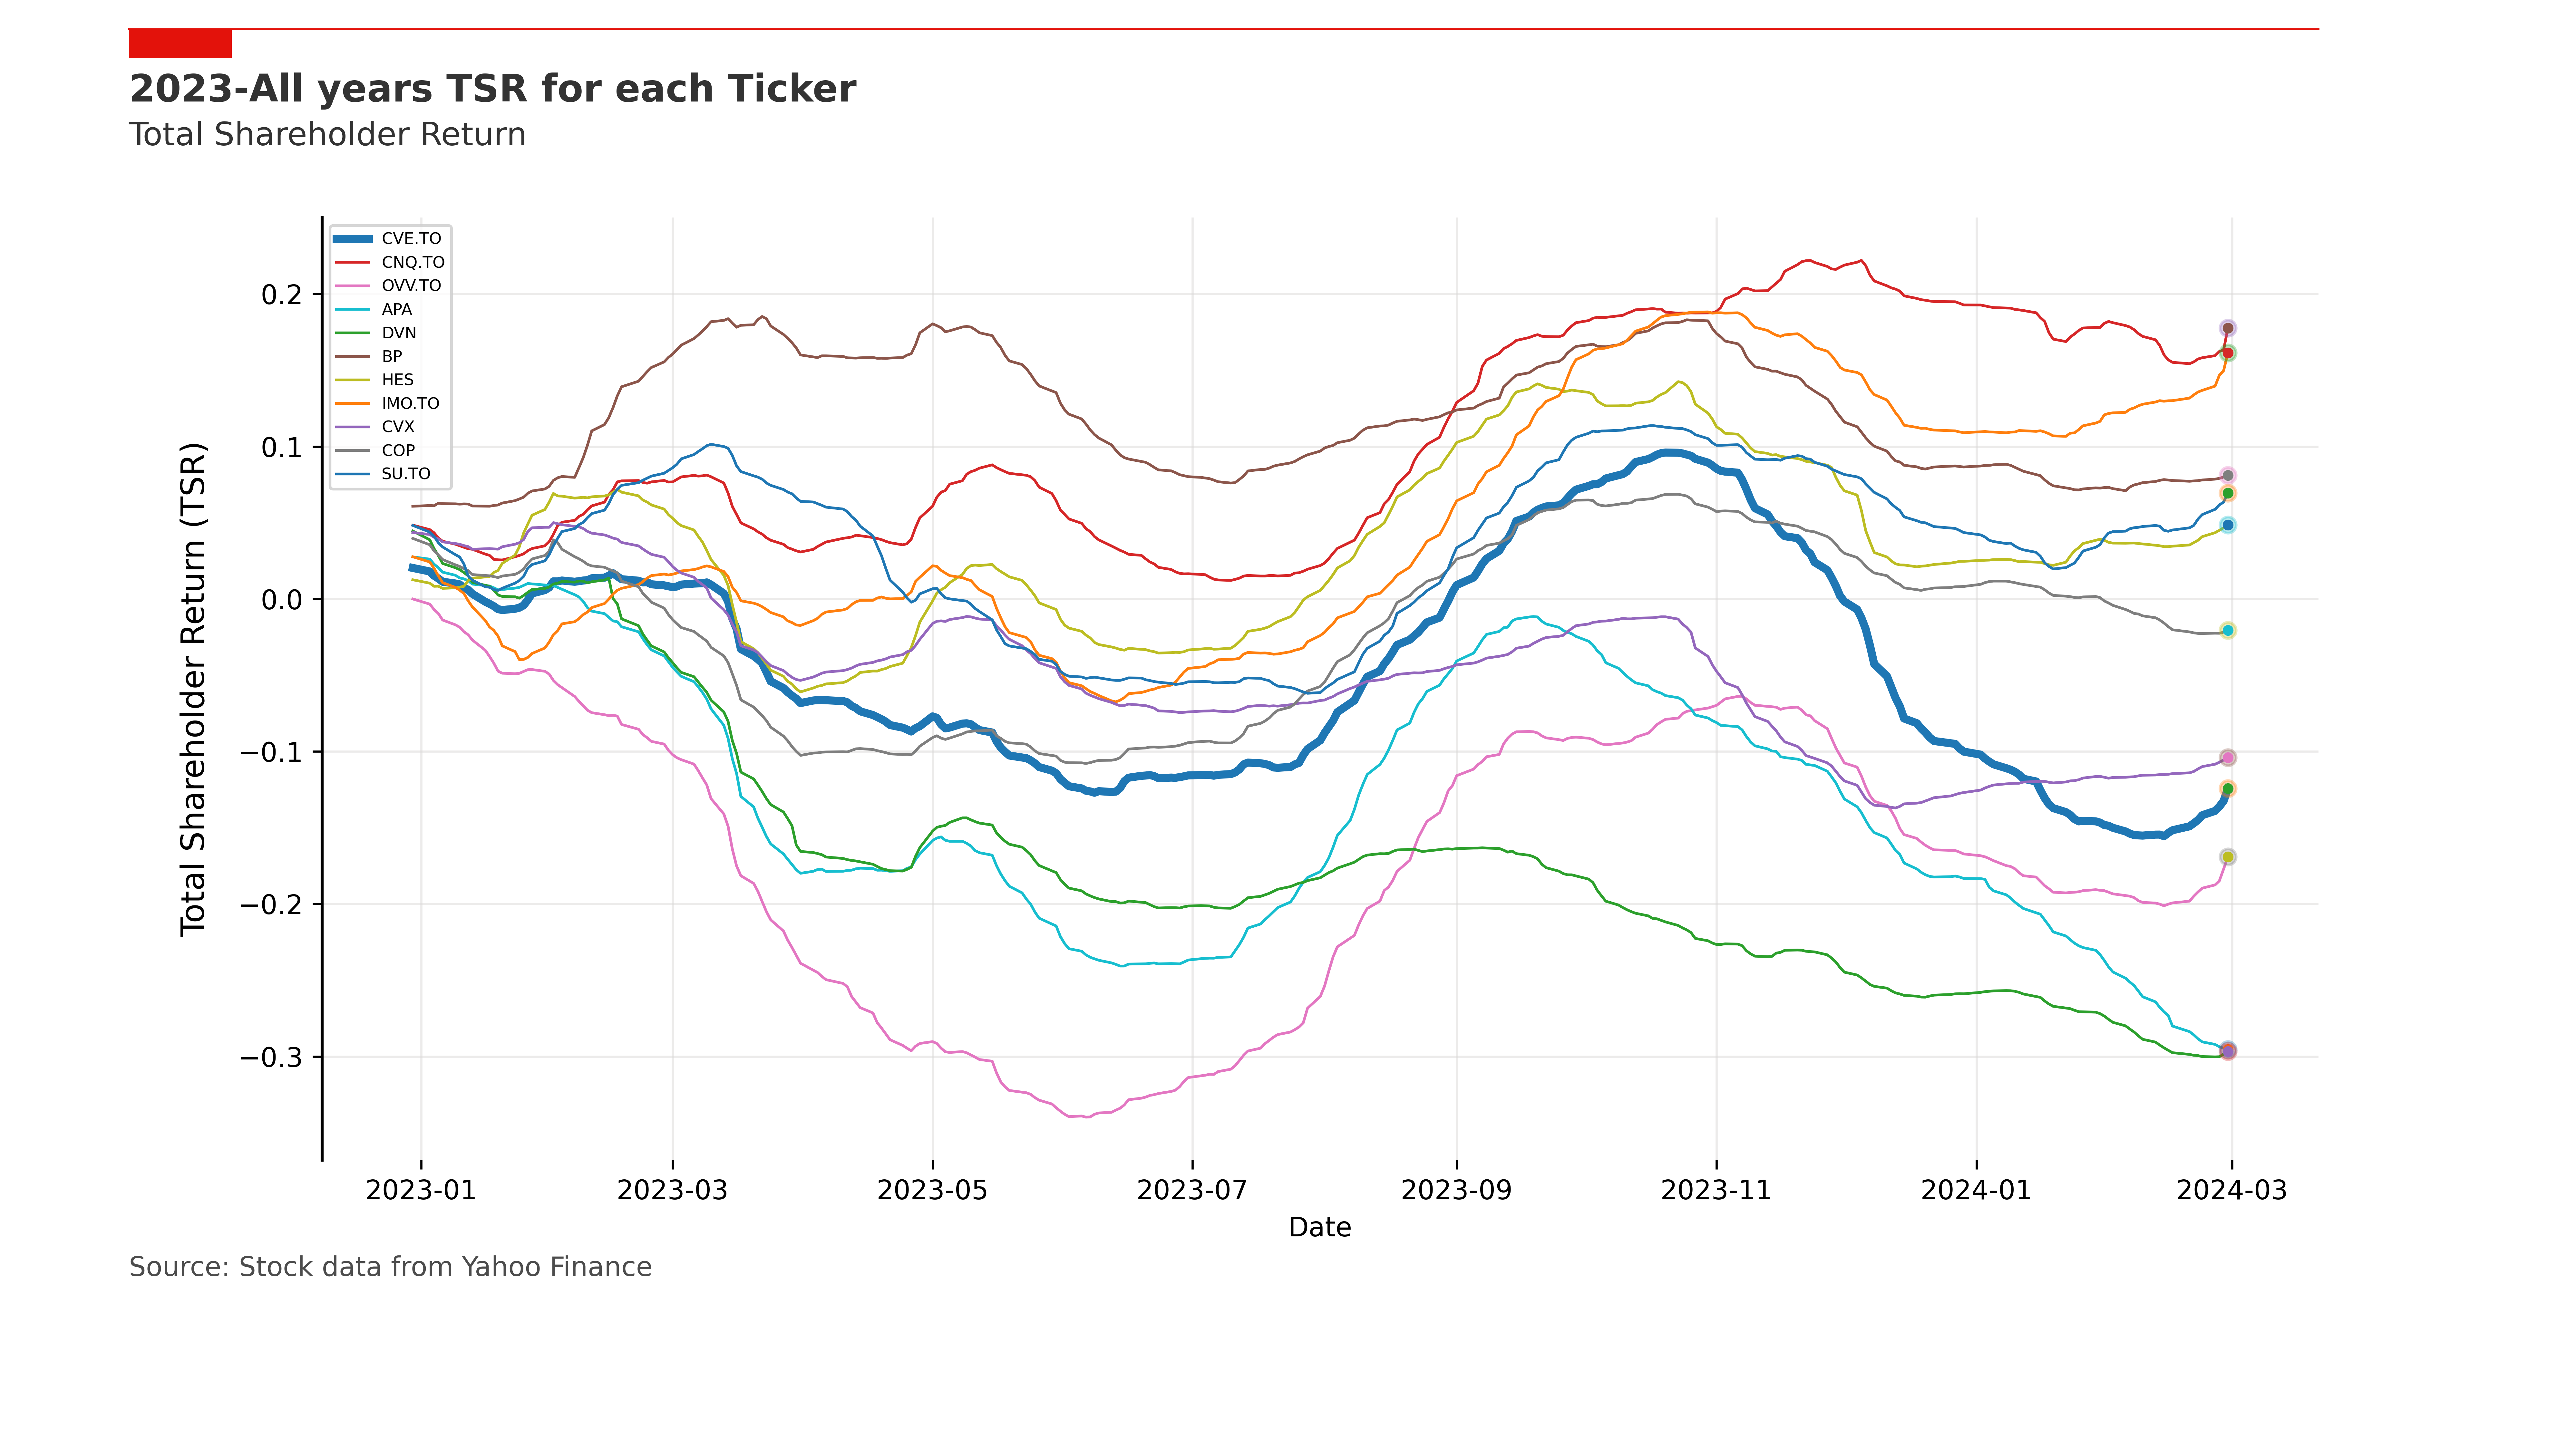 2023-All years TSR for each Ticker
Total Shareholder Return
CVE.TO
CNQ.TO
OVV.TO
APA
DVN
BP
HES
IMO.TO
CVX
COP
SU.TO
Total Shareholder Return (TSR)
0.2
0.1
0.0
−0.1
−0.2
−0.3
2023-01
2023-03
2023-05
2023-07
2023-09
2023-11
2024-01
2024-03
Date
Source: Stock data from Yahoo Finance